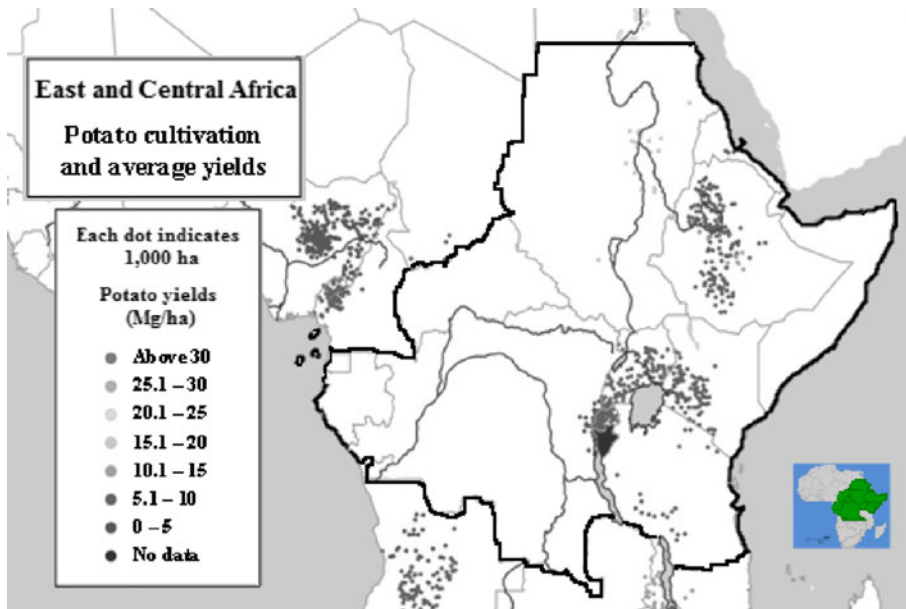 East and Central Africa
Potato cultivation
and average yields
Each dot indicates
1,000 ha
Potato yields
(Mg/ha)
Above 30
25.1 – 30
20.1 – 25
15.1 – 20
10.1 – 15
5.1 – 10
0 – 5
No data